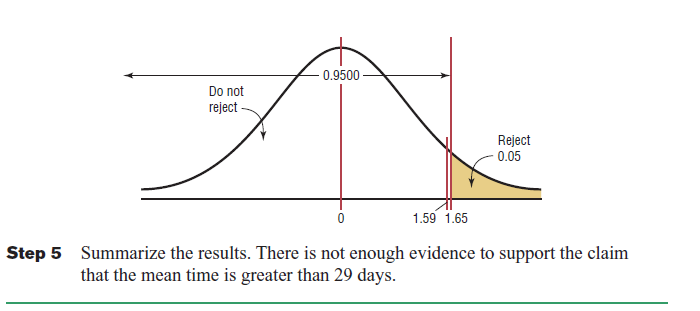 0.9500
Do not
reject
Reject
0.05
0
1.59 1.65
Step 5 Summarize the results. There is not enough evidence to support the claim
that the mean time is greater than 29 days.